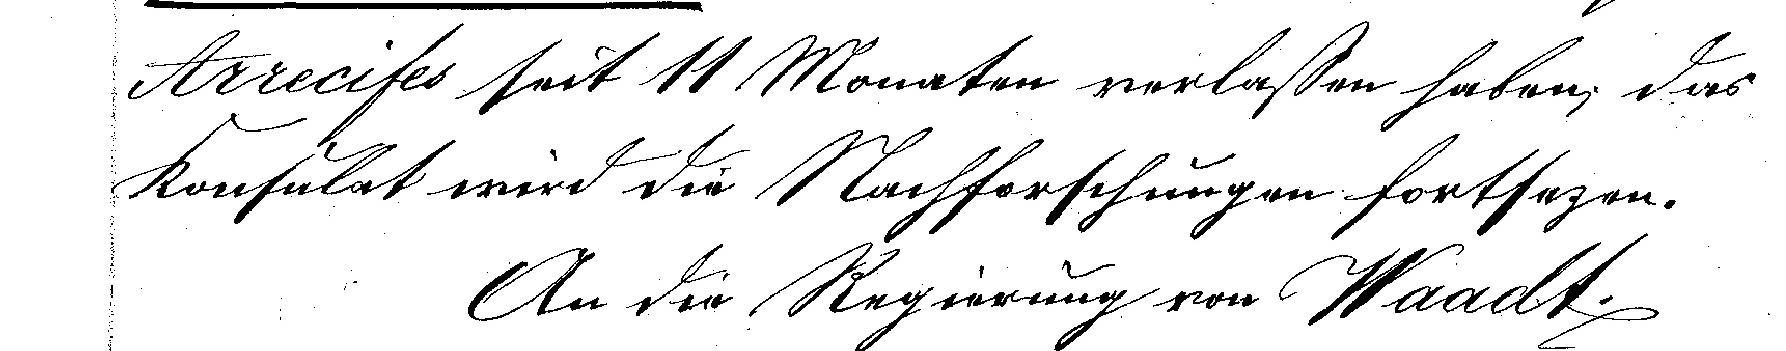 Arrecifes seit 11 Monaten verlaßen haben, das
Konsulat wird die Nachforschungen fortsezen.
An die Regierung von Waadt.